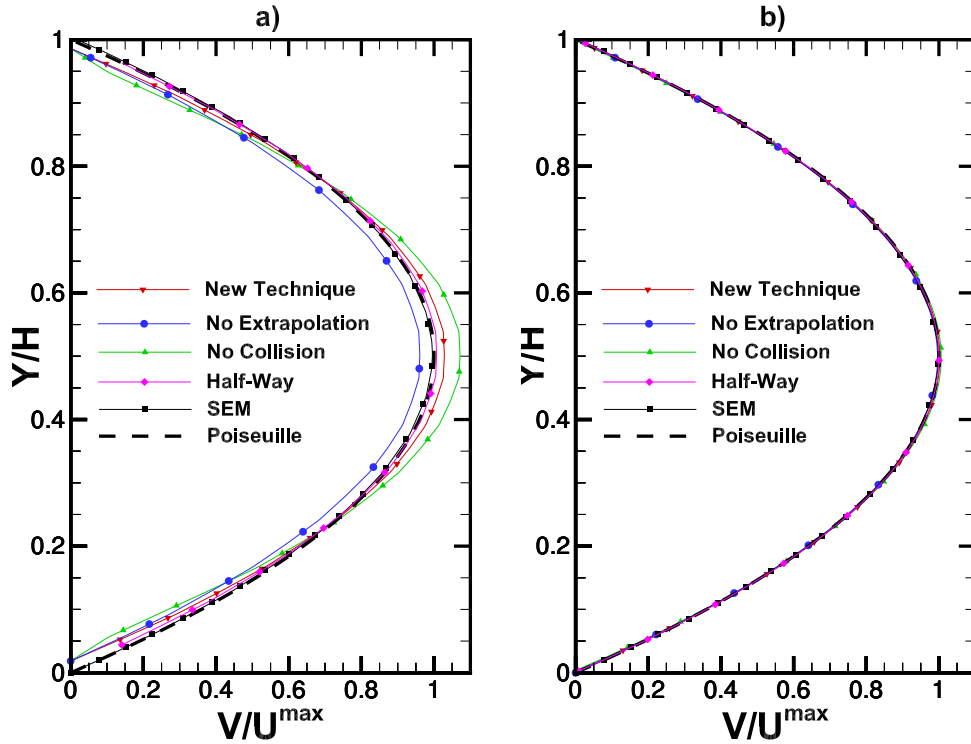 a)
1
0.8
0.6
0.4
0.2
0
Y/H
New Technique
No Extrapolation
No Collision
Half-Way
SEM
Poiseuille
0
0.2
0.4
0.6
0.8
1
V/U^max
b)
1
0.8
0.6
0.4
0.2
0
Y/H
New Technique
No Extrapolation
No Collision
Half-Way
SEM
Poiseuille
0
0.2
0.4
0.6
0.8
1
V/U^max